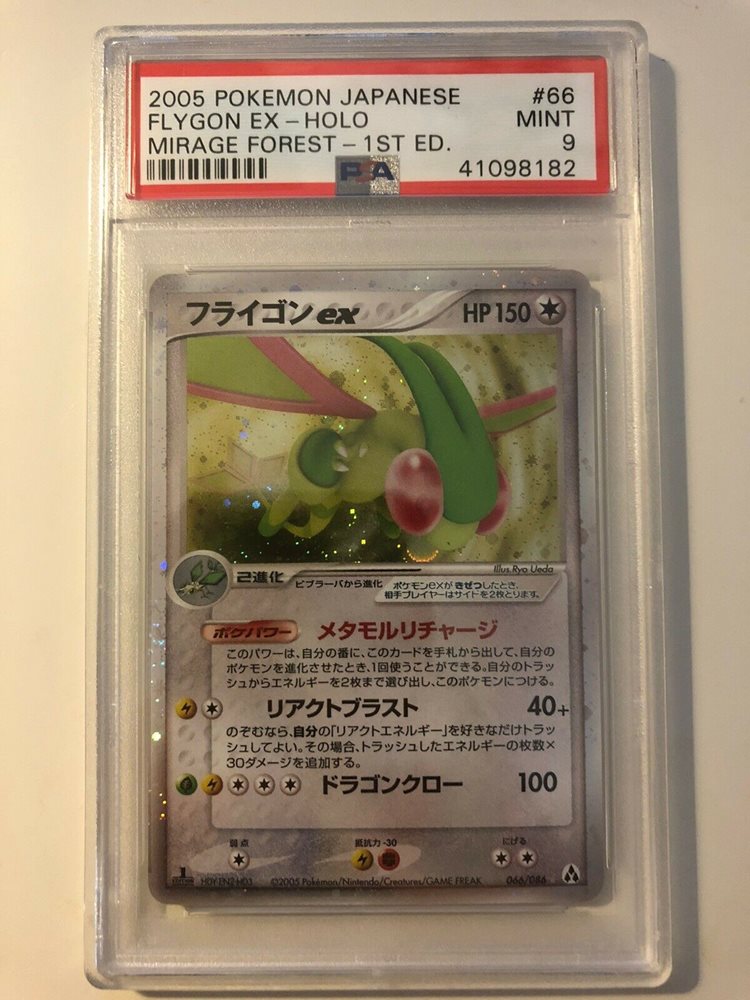 2005 POKEMON JAPANESE #66
FLYGON EX - HOLO MINT
MIRAGE FOREST - 1ST ED. 9
PSA 41098182
フライゴンex HP150
Illus.Ryo Ueda
2進化 ビブラーバから進化 ポケモンexが きぜつしたとき、
相手プレイヤーはサイドを2枚とります。
ポケパワー メタモルリチャージ
このパワーは、自分の番に、このカードを手札から出して、自分の
ポケモンを進化させたとき、1回使うことができる。自分のトラッ
シュからエネルギーを2枚まで選び出し、このポケモンにつける。
リアクトブラスト 40+
のぞむなら、自分の「リアクトエネルギー」を好きなだけトラッ
シュしてよい。その場合、トラッシュしたエネルギーの枚数×
30ダメージを追加する。
ドラゴンクロー 100
弱点 抵抗力 -30 にげる
1 EDITION HDY-EN2-H03 ©2005 Pokémon/Nintendo/Creatures/GAME FREAK 066/086